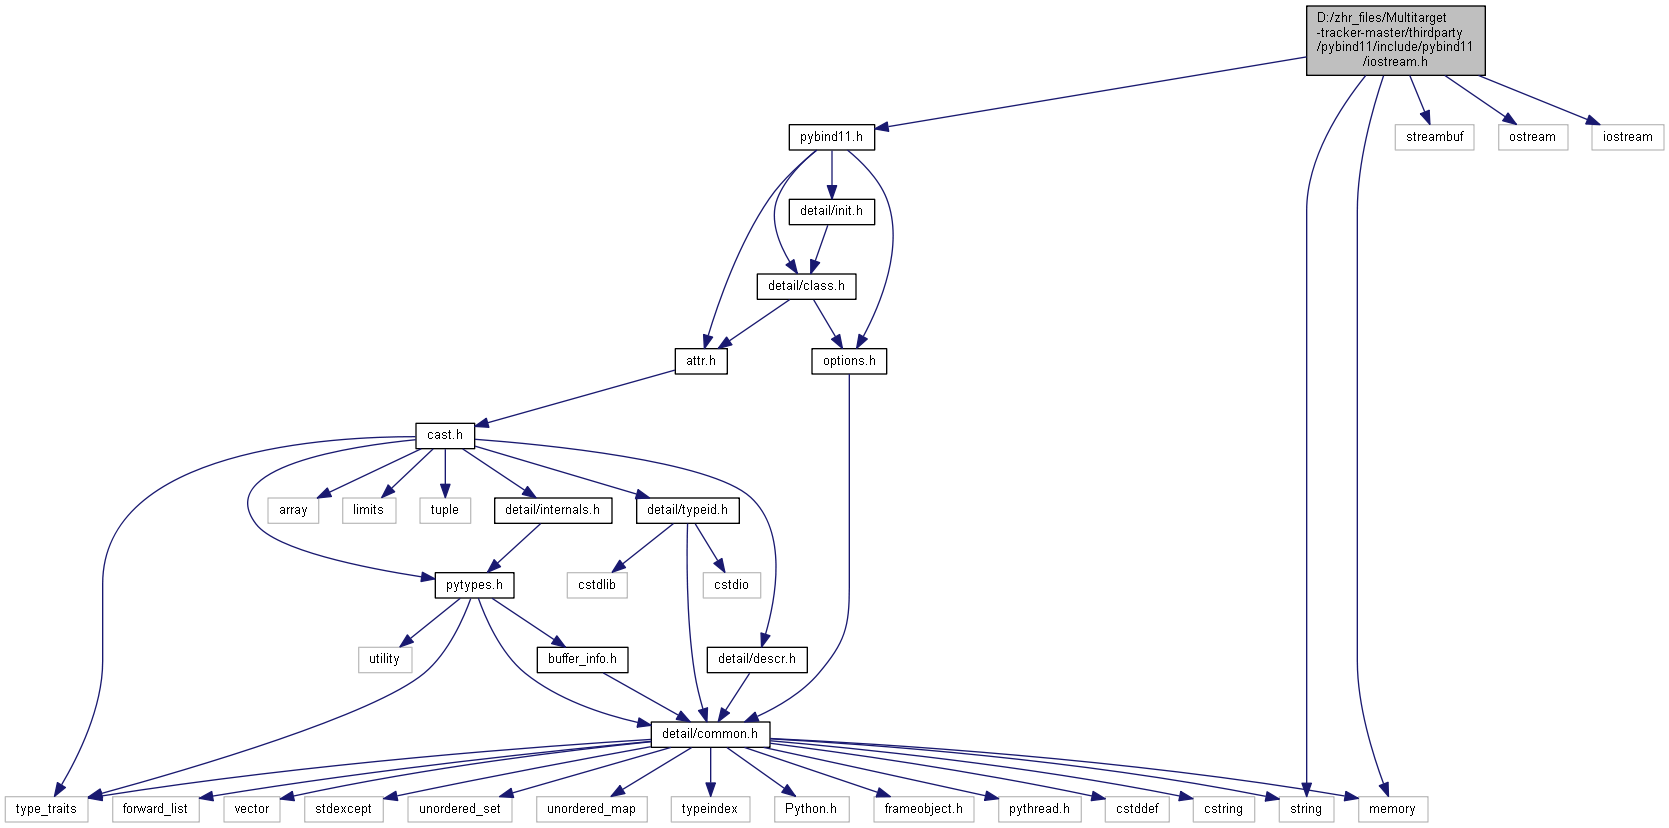 D:/zhr_files/Multitarget
-tracker-master/thirdparty
/pybind11/include/pybind11
/iostream.h
pybind11.h
streambuf
ostream
iostream
detail/init.h
detail/class.h
attr.h
options.h
cast.h
array
limits
tuple
detail/internals.h
detail/typeid.h
pytypes.h
cstdlib
cstdio
utility
buffer_info.h
detail/descr.h
detail/common.h
type_traits
forward_list
vector
stdexcept
unordered_set
unordered_map
typeindex
Python.h
frameobject.h
pythread.h
cstddef
cstring
string
memory